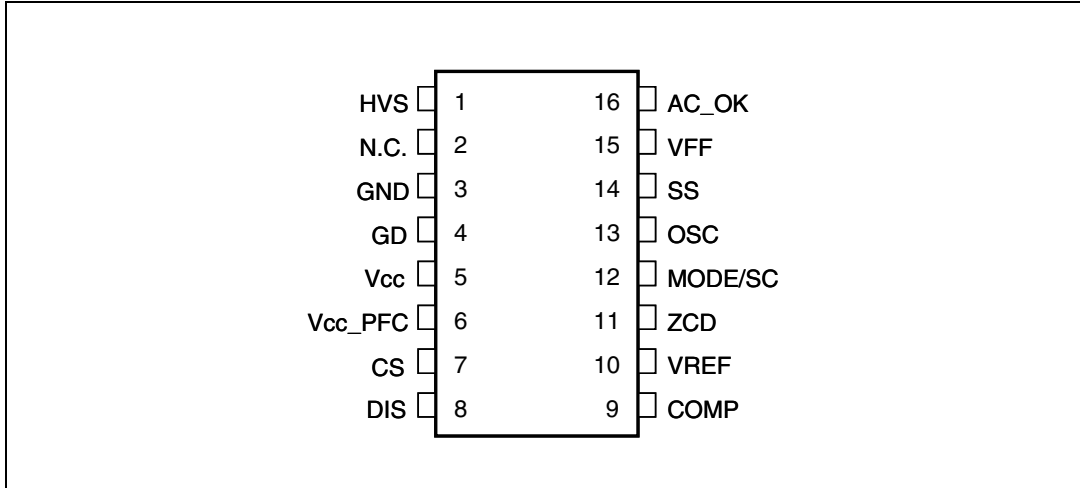 HVS 1 16 AC_OK
N.C. 2 15 VFF
GND 3 14 SS
GD 4 13 OSC
Vcc 5 12 MODE/SC
Vcc_PFC 6 11 ZCD
CS 7 10 VREF
DIS 8 9 COMP